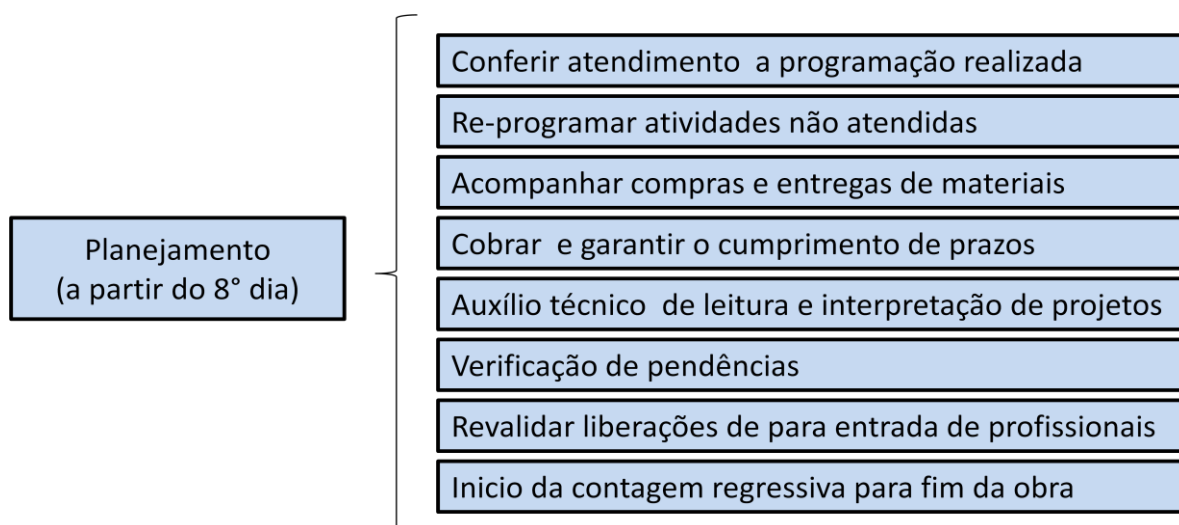 Planejamento
(a partir do 8° dia)
Conferir atendimento a programação realizada
Re-programar atividades não atendidas
Acompanhar compras e entregas de materiais
Cobrar e garantir o cumprimento de prazos
Auxílio técnico de leitura e interpretação de projetos
Verificação de pendências
Revalidar liberações de para entrada de profissionais
Inicio da contagem regressiva para fim da obra